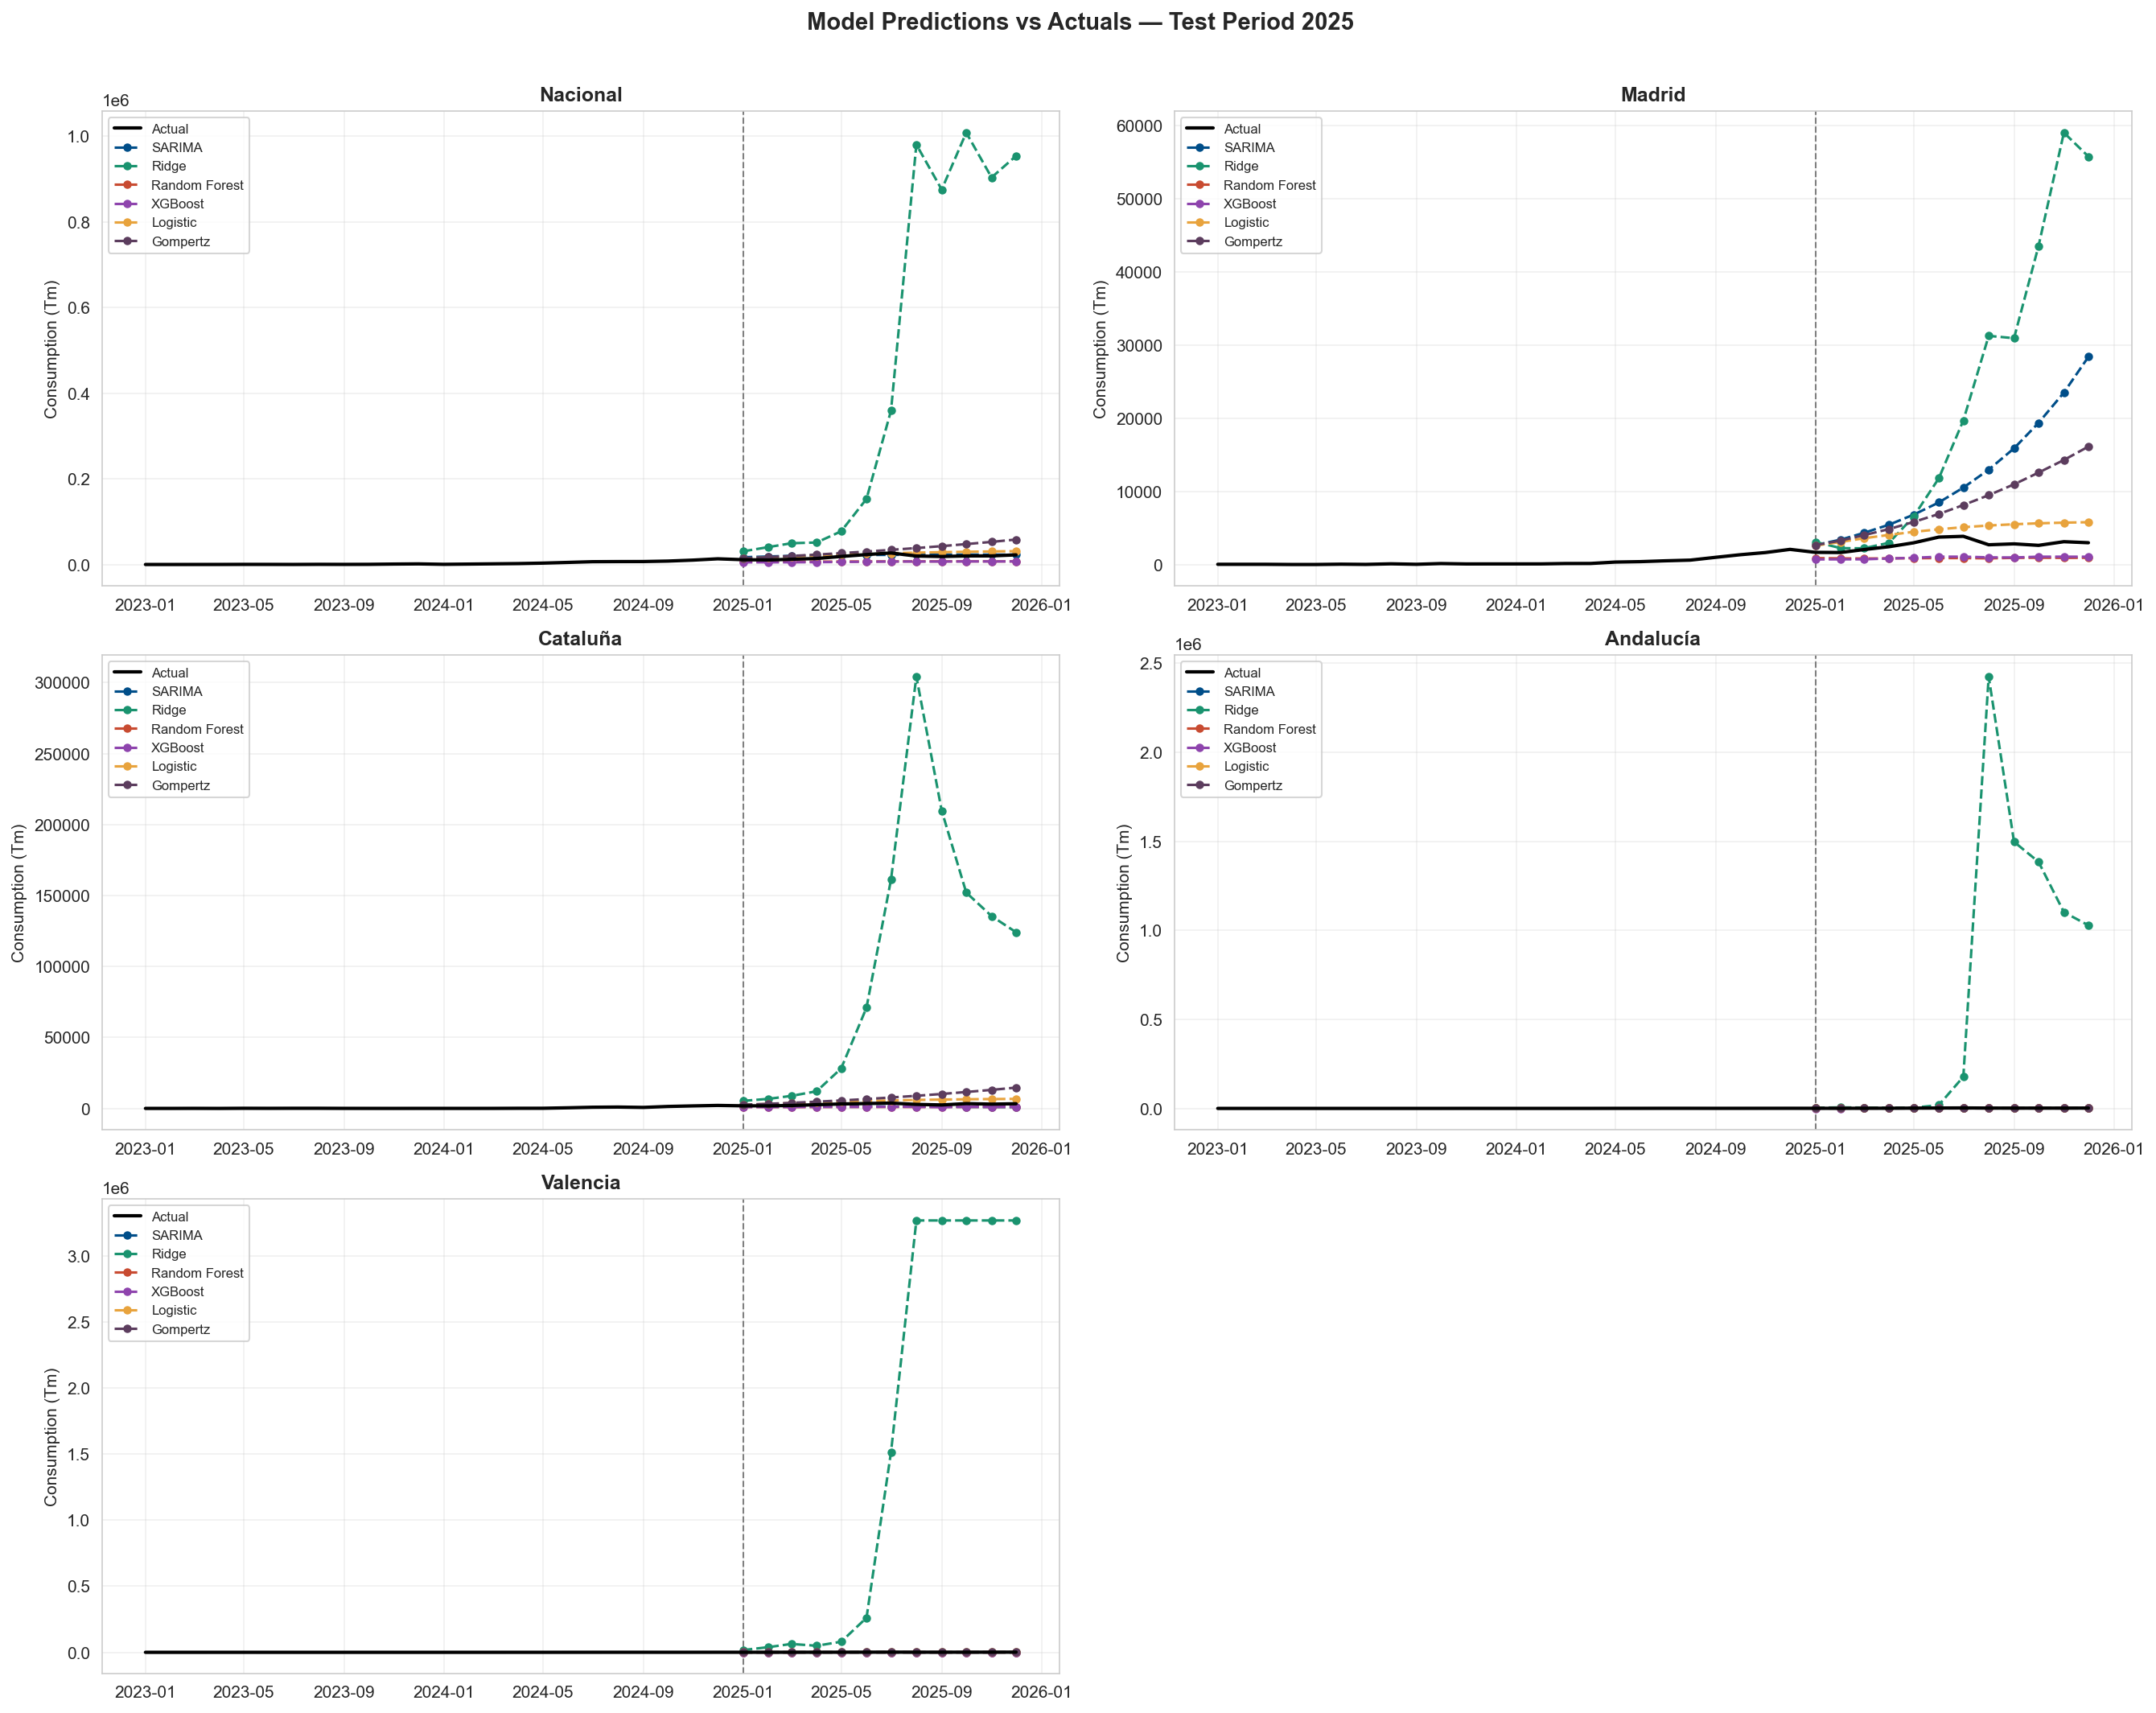 Model Predictions vs Actuals — Test Period 2025
Nacional
1e6
Consumption (Tm)
1.0
0.8
0.6
0.4
0.2
0.0
Actual
SARIMA
Ridge
Random Forest
XGBoost
Logistic
Gompertz
2023-01 2023-05 2023-09 2024-01 2024-05 2024-09 2025-01 2025-05 2025-09 2026-01
Madrid
Consumption (Tm)
60000
50000
40000
30000
20000
10000
0
Actual
SARIMA
Ridge
Random Forest
XGBoost
Logistic
Gompertz
2023-01 2023-05 2023-09 2024-01 2024-05 2024-09 2025-01 2025-05 2025-09 2026-01
Cataluña
Consumption (Tm)
300000
250000
200000
150000
100000
50000
0
Actual
SARIMA
Ridge
Random Forest
XGBoost
Logistic
Gompertz
2023-01 2023-05 2023-09 2024-01 2024-05 2024-09 2025-01 2025-05 2025-09 2026-01
Andalucía
1e6
Consumption (Tm)
2.5
2.0
1.5
1.0
0.5
0.0
Actual
SARIMA
Ridge
Random Forest
XGBoost
Logistic
Gompertz
2023-01 2023-05 2023-09 2024-01 2024-05 2024-09 2025-01 2025-05 2025-09 2026-01
Valencia
1e6
Consumption (Tm)
3.0
2.5
2.0
1.5
1.0
0.5
0.0
Actual
SARIMA
Ridge
Random Forest
XGBoost
Logistic
Gompertz
2023-01 2023-05 2023-09 2024-01 2024-05 2024-09 2025-01 2025-05 2025-09 2026-01